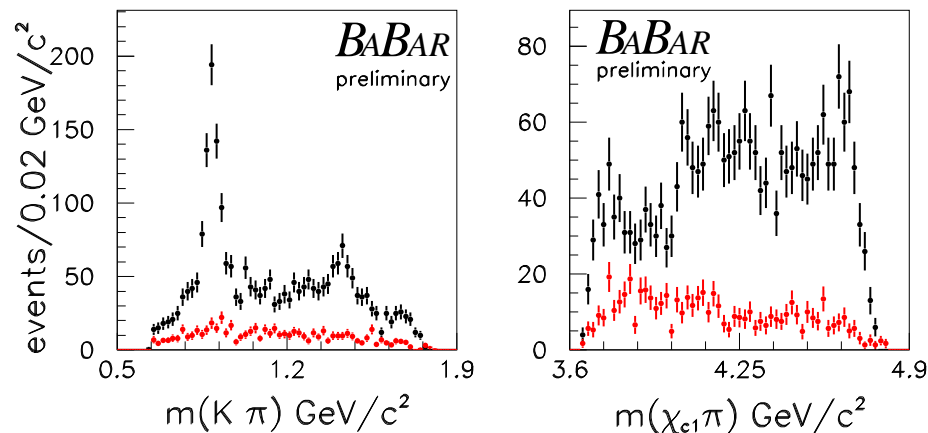 events/0.02 GeV/c²
200
150
100
50
0
BABAR
preliminary
0.5 1.2 1.9
m(K π) GeV/c²
80
60
40
20
0
BABAR
preliminary
3.6 4.25 4.9
m(χc1π) GeV/c²